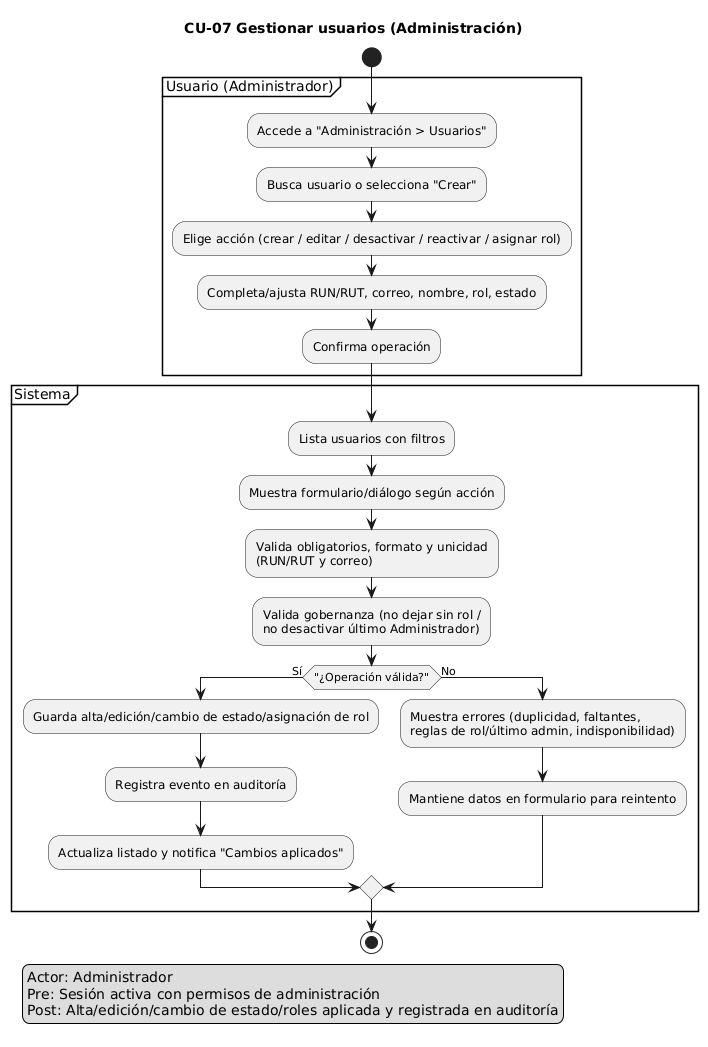 CU-07 Gestionar usuarios (Administración)
Usuario (Administrador)
Accede a "Administración > Usuarios"
Busca usuario o selecciona "Crear"
Elige acción (crear / editar / desactivar / reactivar / asignar rol)
Completa/ajusta RUN/RUT, correo, nombre, rol, estado
Confirma operación
Sistema
Lista usuarios con filtros
Muestra formulario/diálogo según acción
Valida obligatorios, formato y unicidad
(RUN/RUT y correo)
Valida gobernanza (no dejar sin rol /
no desactivar último Administrador)
Sí
"¿Operación válida?"
No
Guarda alta/edición/cambio de estado/asignación de rol
Registra evento en auditoría
Actualiza listado y notifica "Cambios aplicados"
Muestra errores (duplicidad, faltantes,
reglas de rol/último admin, indisponibilidad)
Mantiene datos en formulario para reintento
Actor: Administrador
Pre: Sesión activa con permisos de administración
Post: Alta/edición/cambio de estado/roles aplicada y registrada en auditoría